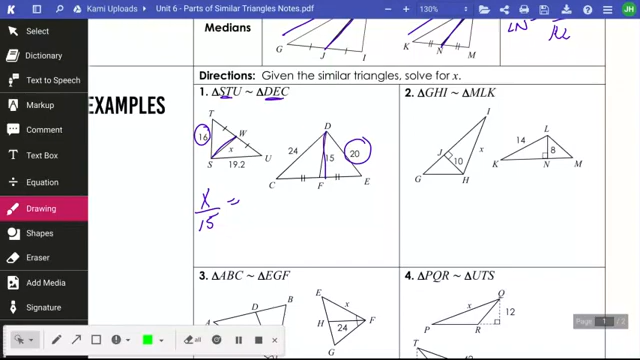 Kami Uploads
Unit 6 - Parts of Similar Triangles Notes.pdf
130%
JH
Select
Dictionary
Text to Speech
Markup
Comment
Text Box
Equation
Drawing
Shapes
Eraser
Add Media
Signature
Medians
G J I
K N M
EXAMPLES
Directions: Given the similar triangles, solve for x.
1. ΔSTU ~ ΔDEC
T
16 W
x
S 19.2 U
D
24 15 20
C F E
x
15 =
2. ΔGHI ~ ΔMLK
I
J 10 x
G H
14 L
8
K N M
3. ΔABC ~ ΔEGF
B
D
A
E
x
H 24 F
G
4. ΔPQR ~ ΔUTS
Q
x 12
P R
T
Page 1 / 2